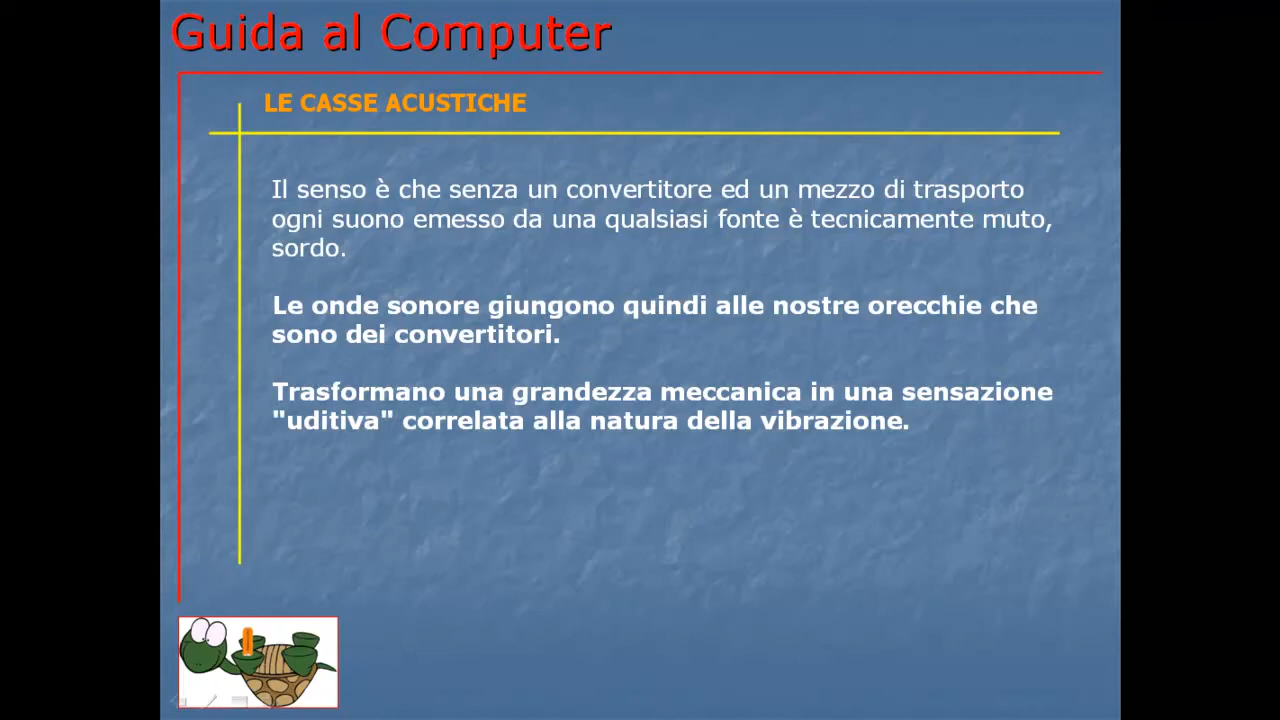 Guida al Computer
LE CASSE ACUSTICHE
Il senso è che senza un convertitore ed un mezzo di trasporto
ogni suono emesso da una qualsiasi fonte è tecnicamente muto,
sordo.
Le onde sonore giungono quindi alle nostre orecchie che
sono dei convertitori.
Trasformano una grandezza meccanica in una sensazione
"uditiva" correlata alla natura della vibrazione.